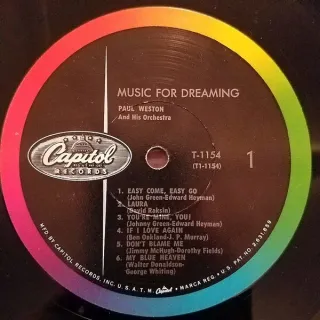 MUSIC FOR DREAMING
PAUL WESTON
And His Orchestra
Capitol
RECORDS
T-1154
(T1-1154)
1
1. EASY COME, EASY GO
(John Green-Edward Heyman)
2. LAURA
(David Raksin)
3. YOU'RE MINE, YOU!
(Johnny Green-Edward Heyman)
4. IF I LOVE AGAIN
(Ben Oakland-J. P. Murray)
5. DON'T BLAME ME
(Jimmy McHugh-Dorothy Fields)
6. MY BLUE HEAVEN
(Walter Donaldson-
George Whiting)
MFD. BY CAPITOL RECORDS, INC. U.S.A. T.M. Capitol MARCA REG. U.S. PAT. NO. 2,631,859